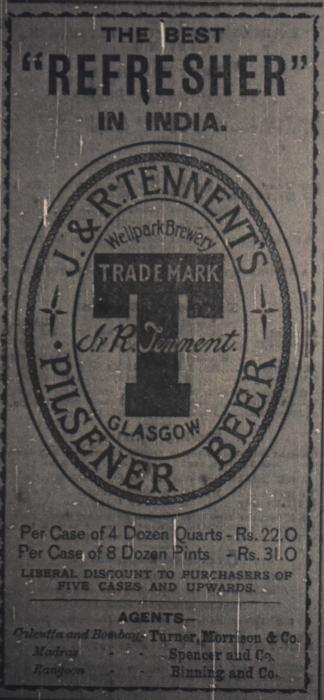 THE BEST
"REFRESHER"
IN INDIA.
J. & R. TENNENT'S
Wellpark Brewery
TRADE MARK
T
J. & R. Tennent.
GLASGOW
PILSENER BEER
Per Case of 4 Dozen Quarts - Rs. 22.0
Per Case of 8 Dozen Pints - Rs. 31.0
LIBERAL DISCOUNT TO PURCHASERS OF
FIVE CASES AND UPWARDS.
AGENTS—
Calcutta and Bombay - Turner, Morrison & Co.
Madras - - Spencer and Co.
Rangoon - - Binning and Co.